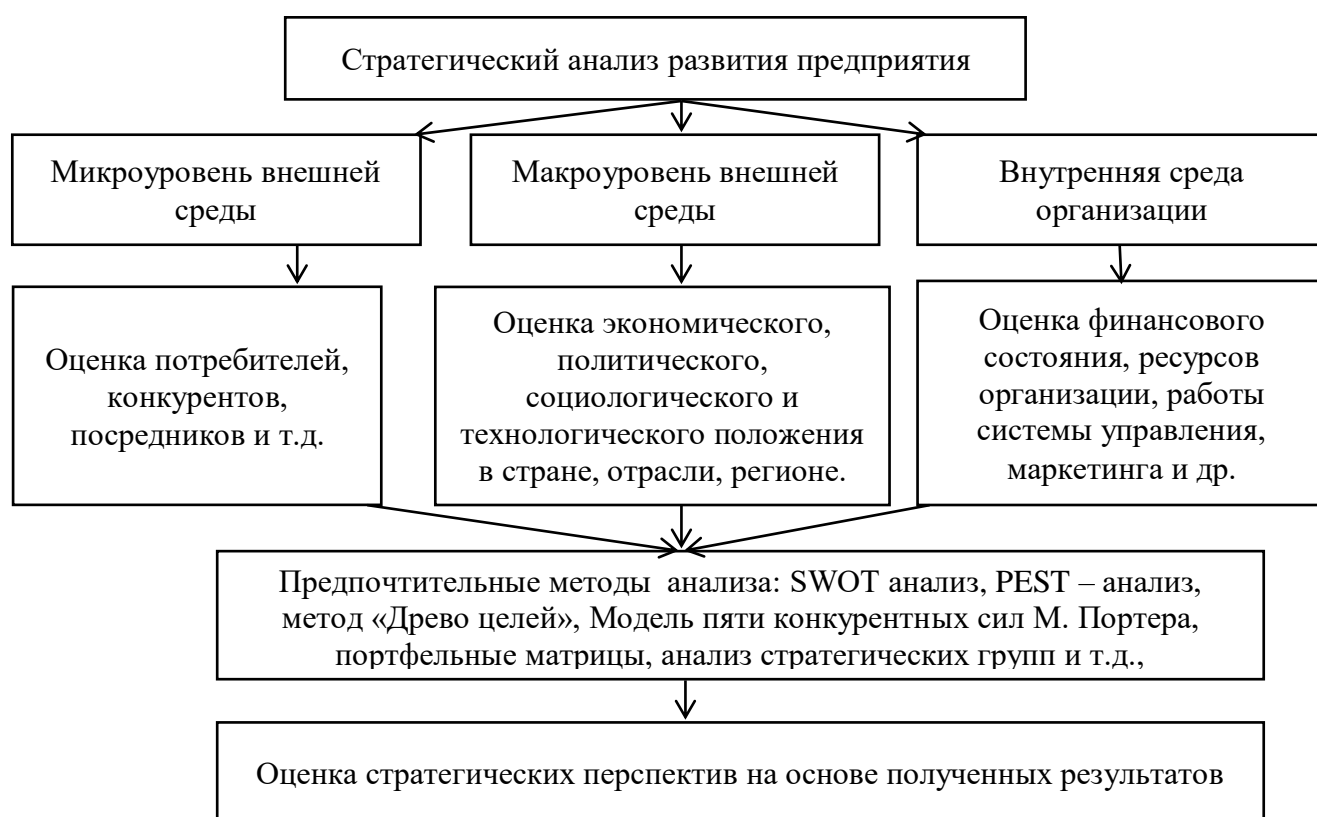 Стратегический анализ развития предприятия
Микроуровень внешней
среды
Макроуровень внешней
среды
Внутренняя среда
организации
Оценка потребителей,
конкурентов,
посредников и т.д.
Оценка экономического,
политического,
социологического и
технологического положения
в стране, отрасли, регионе.
Оценка финансового
состояния, ресурсов
организации, работы
системы управления,
маркетинга и др.
Предпочтительные методы  анализа: SWOT анализ, PEST – анализ,
метод «Древо целей», Модель пяти конкурентных сил М. Портера,
портфельные матрицы, анализ стратегических групп и т.д.,
Оценка стратегических перспектив на основе полученных результатов